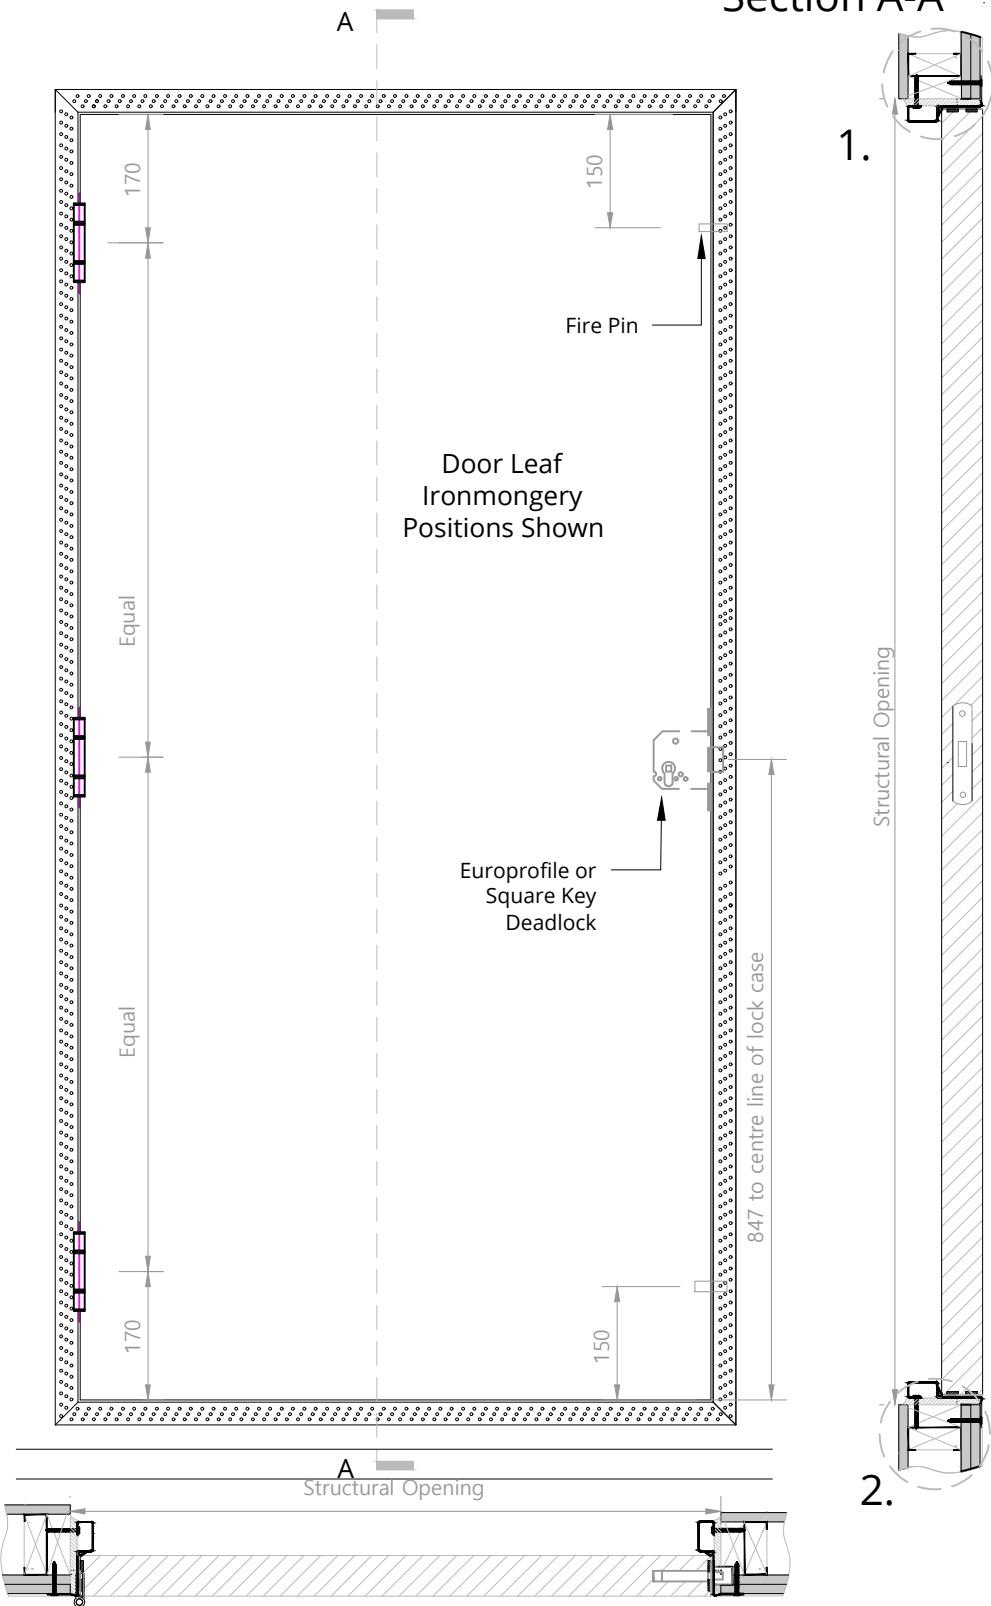 Section A-A
A
1.
170
150
Fire Pin
Door Leaf
Ironmongery
Positions Shown
Equal
Structural Opening
Europrofile or
Square Key
Deadlock
847 to centre line of lock case
Equal
170
150
A
Structural Opening
2.